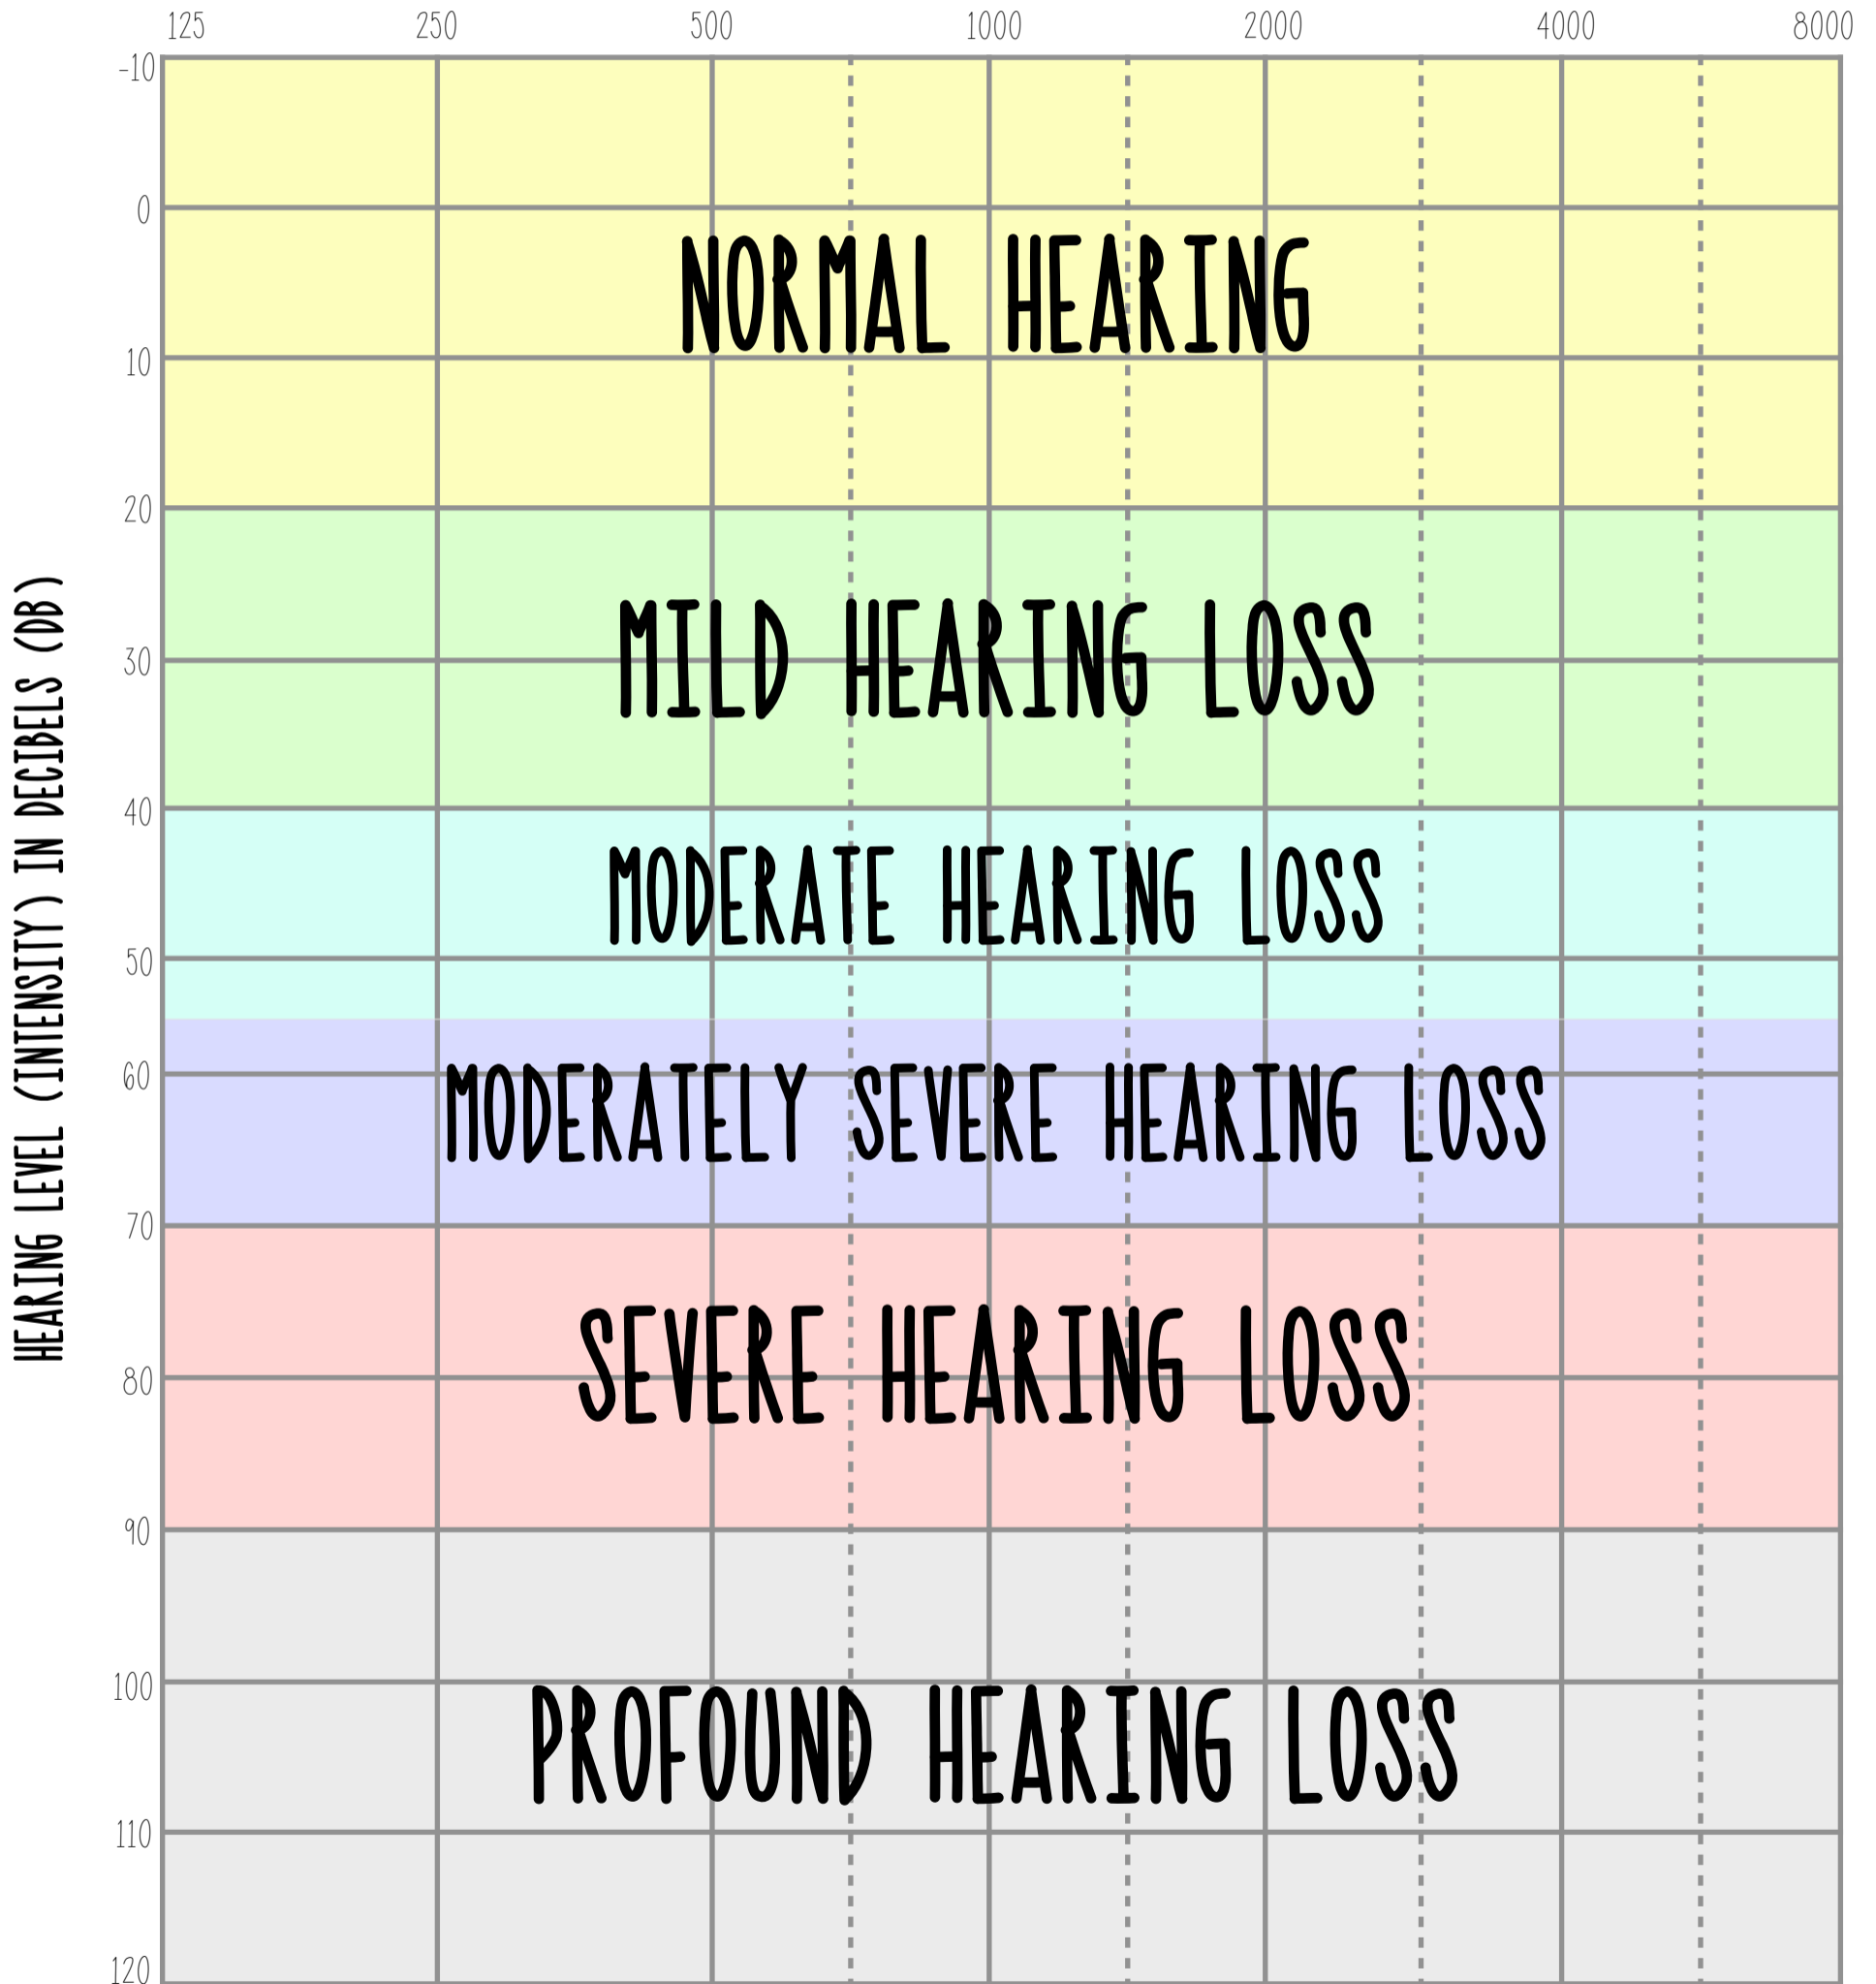 125 250 500 1000 2000 4000 8000
-10
0
NORMAL HEARING
10
20
MILD HEARING LOSS
30
40
MODERATE HEARING LOSS
50
60
MODERATELY SEVERE HEARING LOSS
70
SEVERE HEARING LOSS
80
90
100
PROFOUND HEARING LOSS
110
120
HEARING LEVEL (INTENSITY) IN DECIBELS (DB)